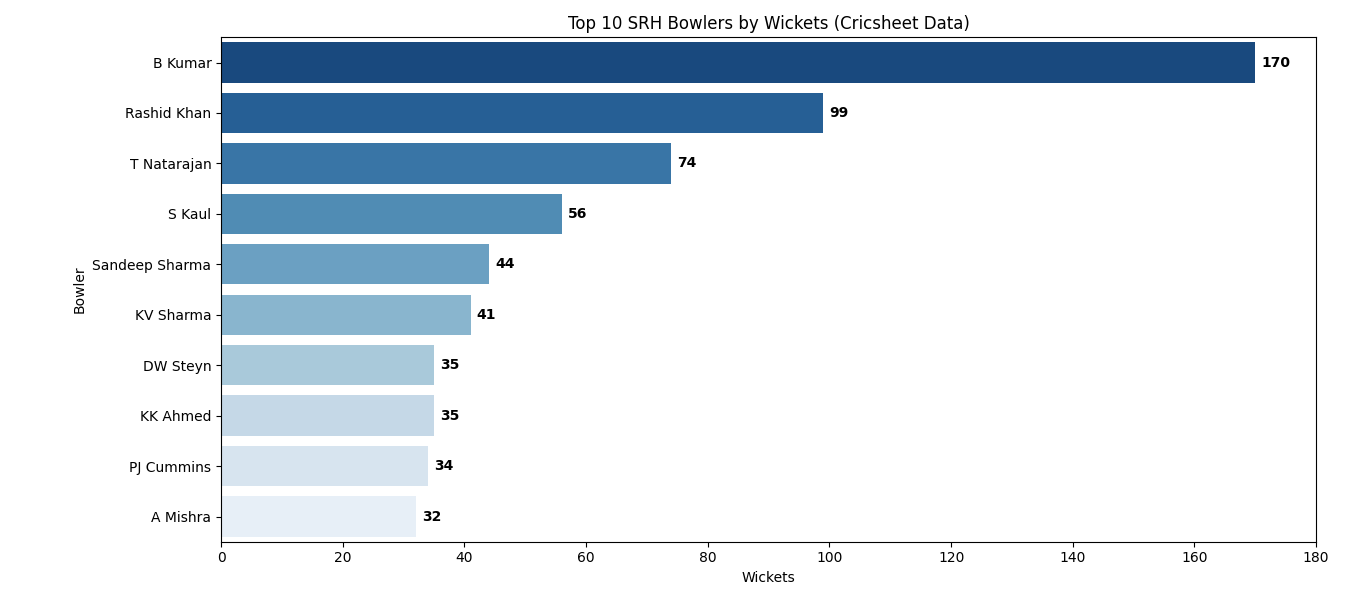 Top 10 SRH Bowlers by Wickets (Cricsheet Data)
Bowler
B Kumar 170
Rashid Khan 99
T Natarajan 74
S Kaul 56
Sandeep Sharma 44
KV Sharma 41
DW Steyn 35
KK Ahmed 35
PJ Cummins 34
A Mishra 32
0 20 40 60 80 100 120 140 160 180
Wickets